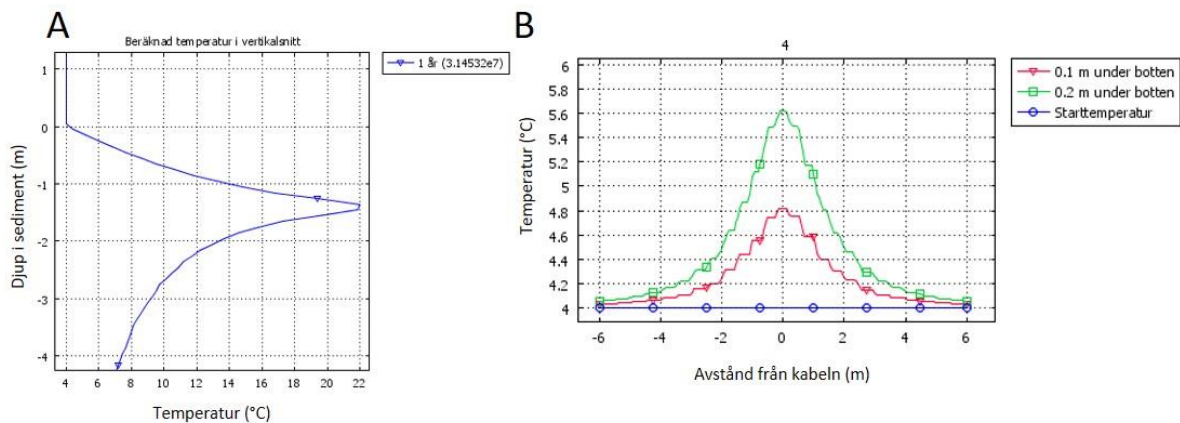 A
Beräknad temperatur i vertikalsnitt
1 år (3.14532e7)
Djup i sediment (m)
1
0
-1
-2
-3
-4
4 6 8 10 12 14 16 18 20 22
Temperatur (°C)
B
4
0.1 m under botten
0.2 m under botten
Starttemperatur
Temperatur (°C)
6
5.8
5.6
5.4
5.2
5
4.8
4.6
4.4
4.2
4
-6 -4 -2 0 2 4 6
Avstånd från kabeln (m)